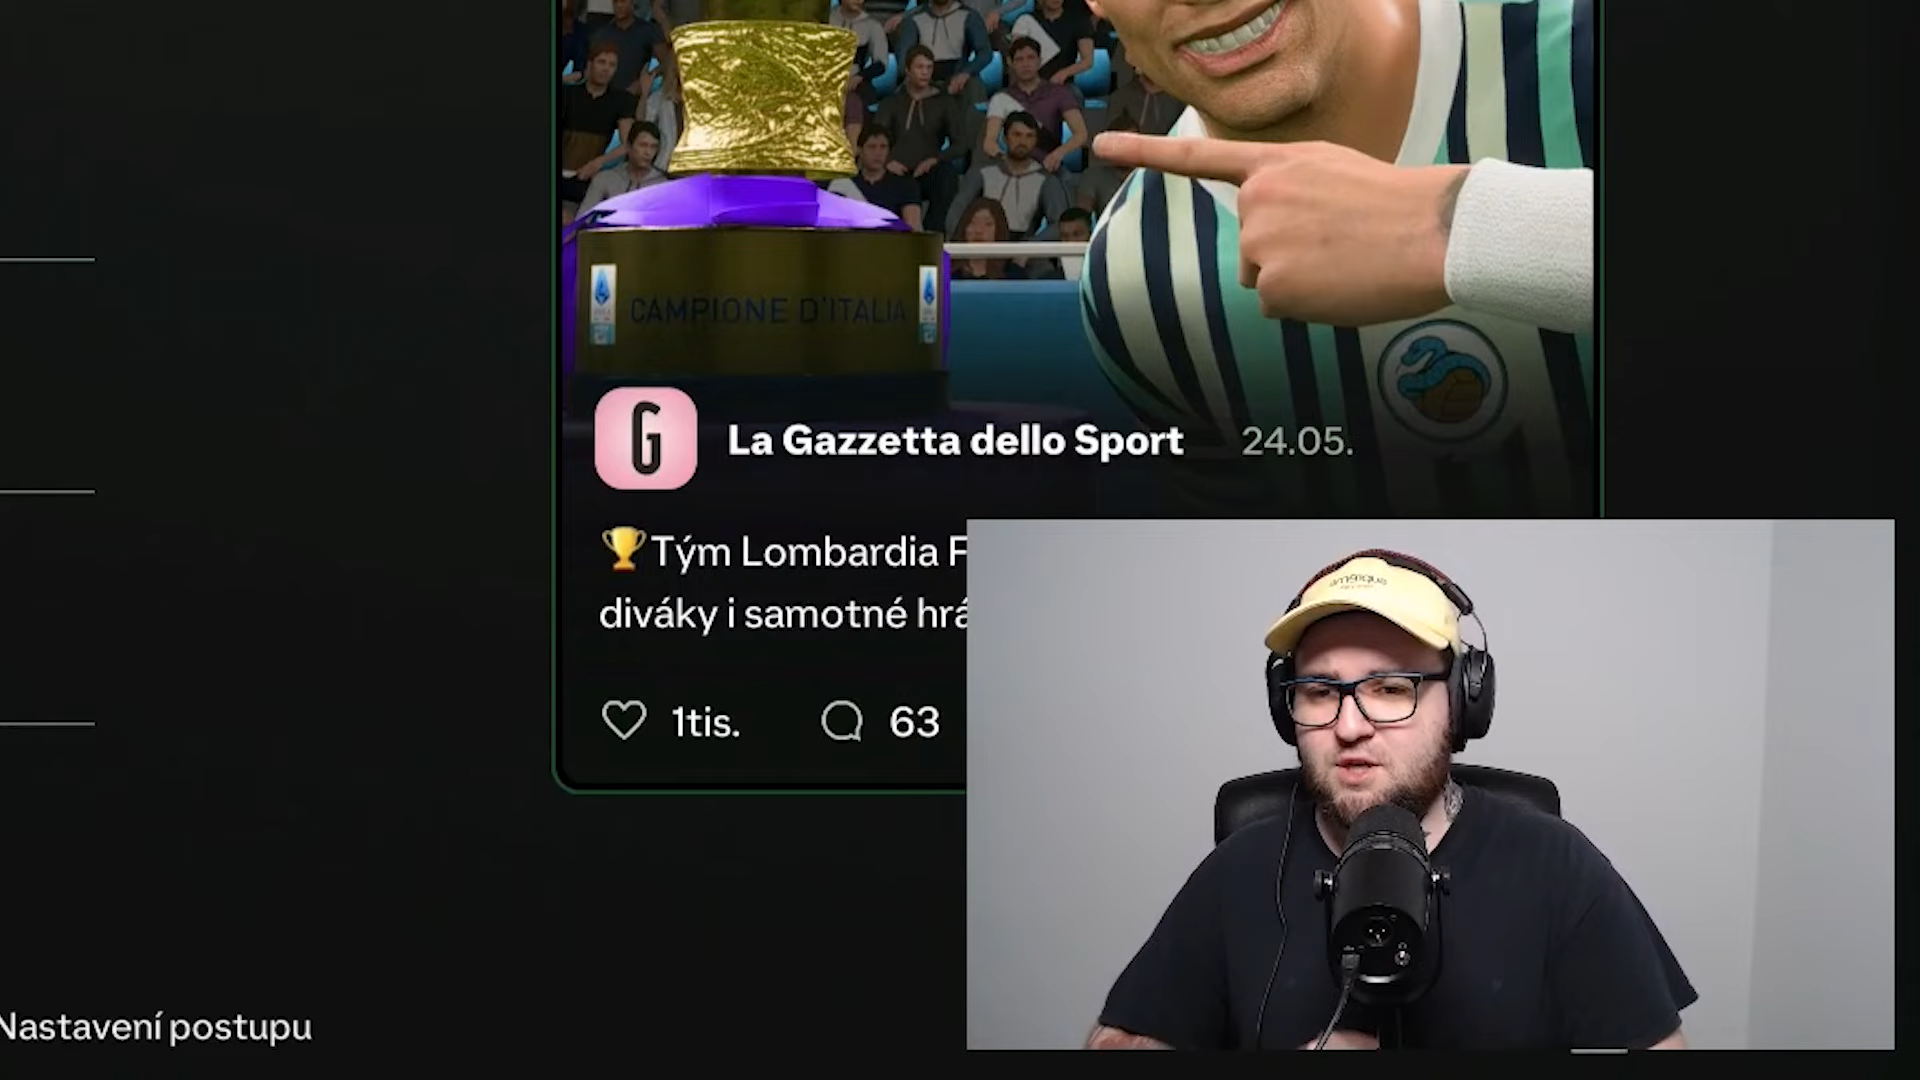 CAMPIONE D'ITALIA
G
La Gazzetta dello Sport 24.05.
🏆Tým Lombardia F
diváky i samotné hrá
1tis. 63
Nastavení postupu